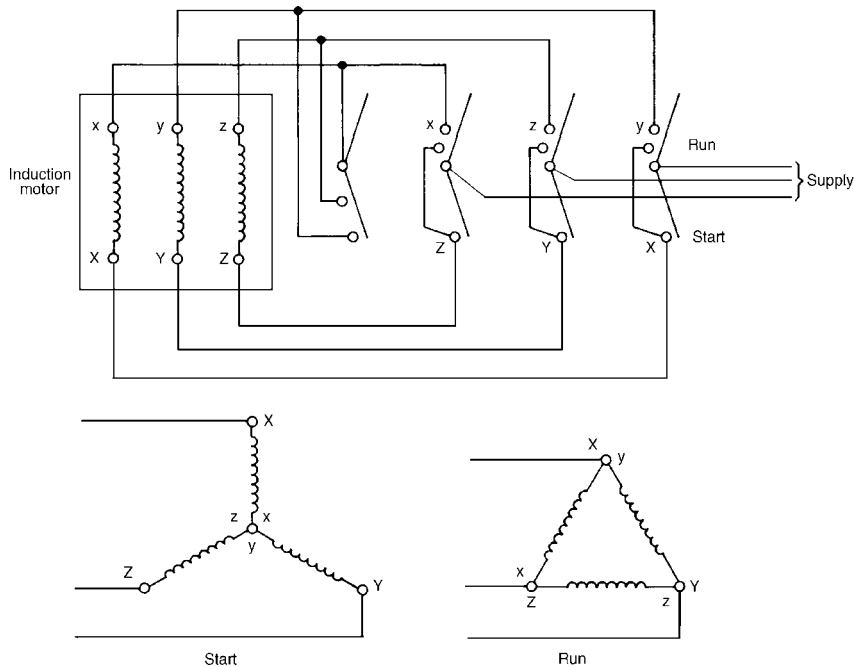 x y z
x z y
Run
Induction
motor
Supply
X Y Z
Z Y X
Start
X
X y
z x
y
Z Y
x Y
Z z
Start Run